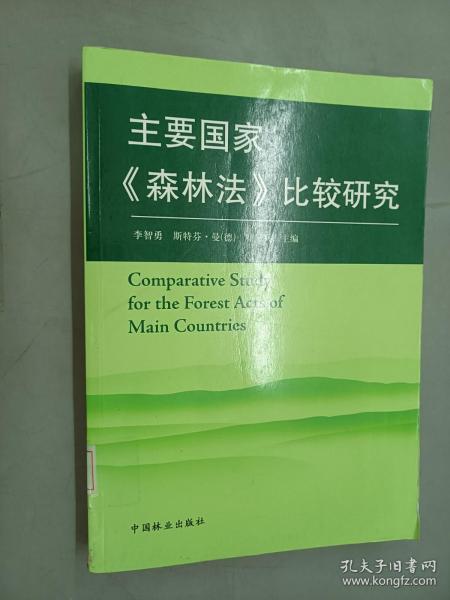 主要国家
《森林法》比较研究
李智勇 斯特芬·曼(德) 主编
Comparative Study
for the Forest Acts of
Main Countries
中国林业出版社
孔夫子旧书网
www.kongfz.com